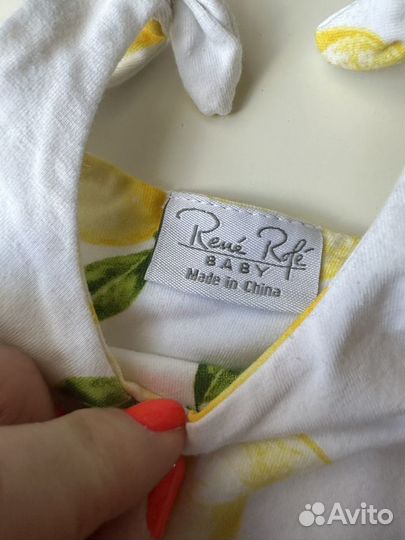 René Rofé
BABY
Made in China
Avito